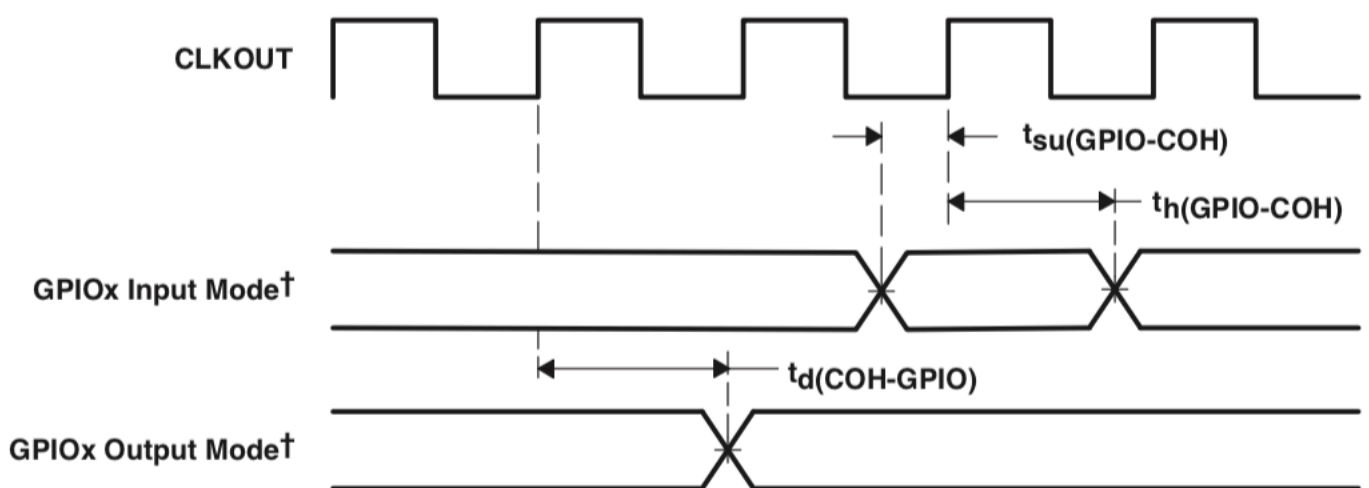 CLKOUT
tsu(GPIO-COH)
th(GPIO-COH)
GPIOx Input Mode†
td(COH-GPIO)
GPIOx Output Mode†